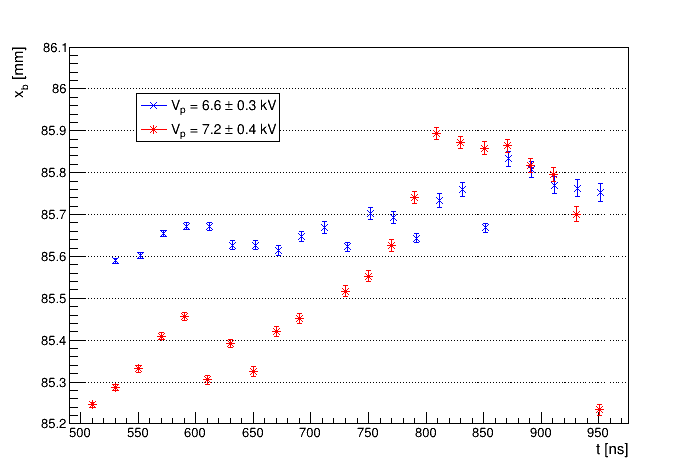 x_b [mm]
86.1
86
85.9
85.8
85.7
85.6
85.5
85.4
85.3
85.2
V_p = 6.6 ± 0.3 kV
V_p = 7.2 ± 0.4 kV
500 550 600 650 700 750 800 850 900 950
t [ns]